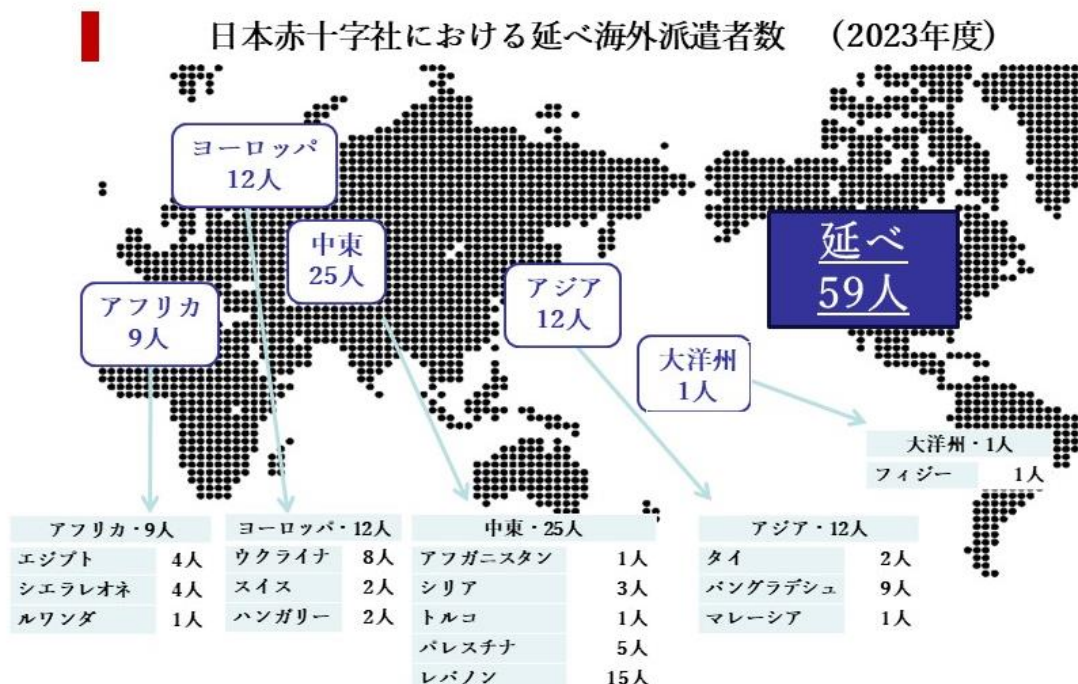 日本赤十字社における延べ海外派遣者数 （2023年度）
ヨーロッパ
12人
中東
25人
アフリカ
9人
アジア
12人
大洋州
1人
延べ
59人
大洋州・1人
フィジー 1人
アフリカ・9人
エジプト 4人
シエラレオネ 4人
ルワンダ 1人
ヨーロッパ・12人
ウクライナ 8人
スイス 2人
ハンガリー 2人
中東・25人
アフガニスタン 1人
シリア 3人
トルコ 1人
パレスチナ 5人
レバノン 15人
アジア・12人
タイ 2人
バングラデシュ 9人
マレーシア 1人